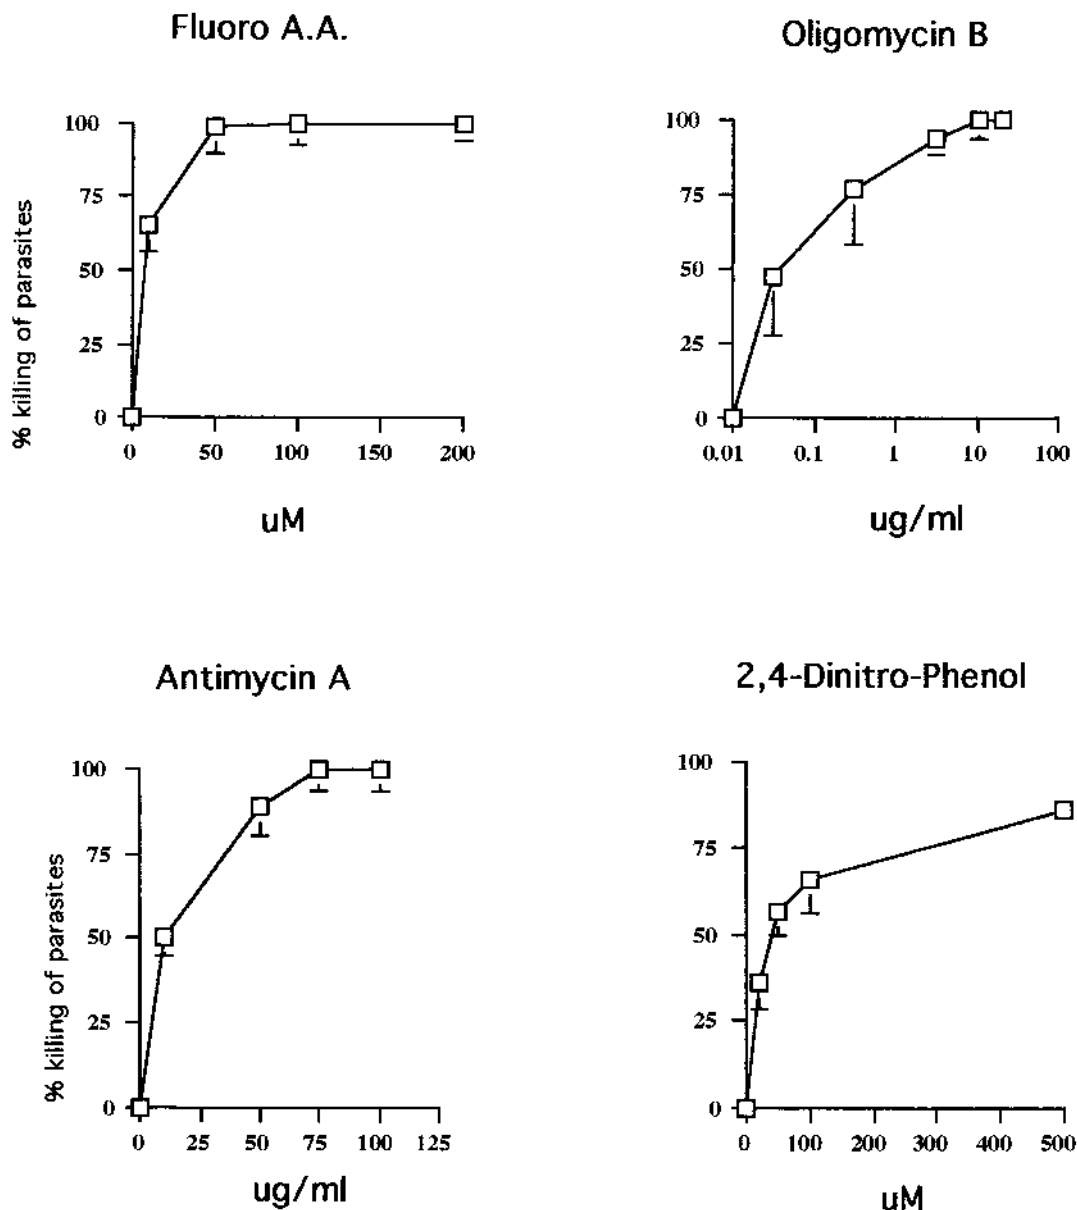 Fluoro A.A.
Oligomycin B
% killing of parasites
100
75
50
25
0
0 50 100 150 200
uM
100
75
50
25
0
0.01 0.1 1 10 100
ug/ml
Antimycin A
2,4-Dinitro-Phenol
% killing of parasites
100
75
50
25
0
0 25 50 75 100 125
ug/ml
100
75
50
25
0
0 100 200 300 400 500
uM